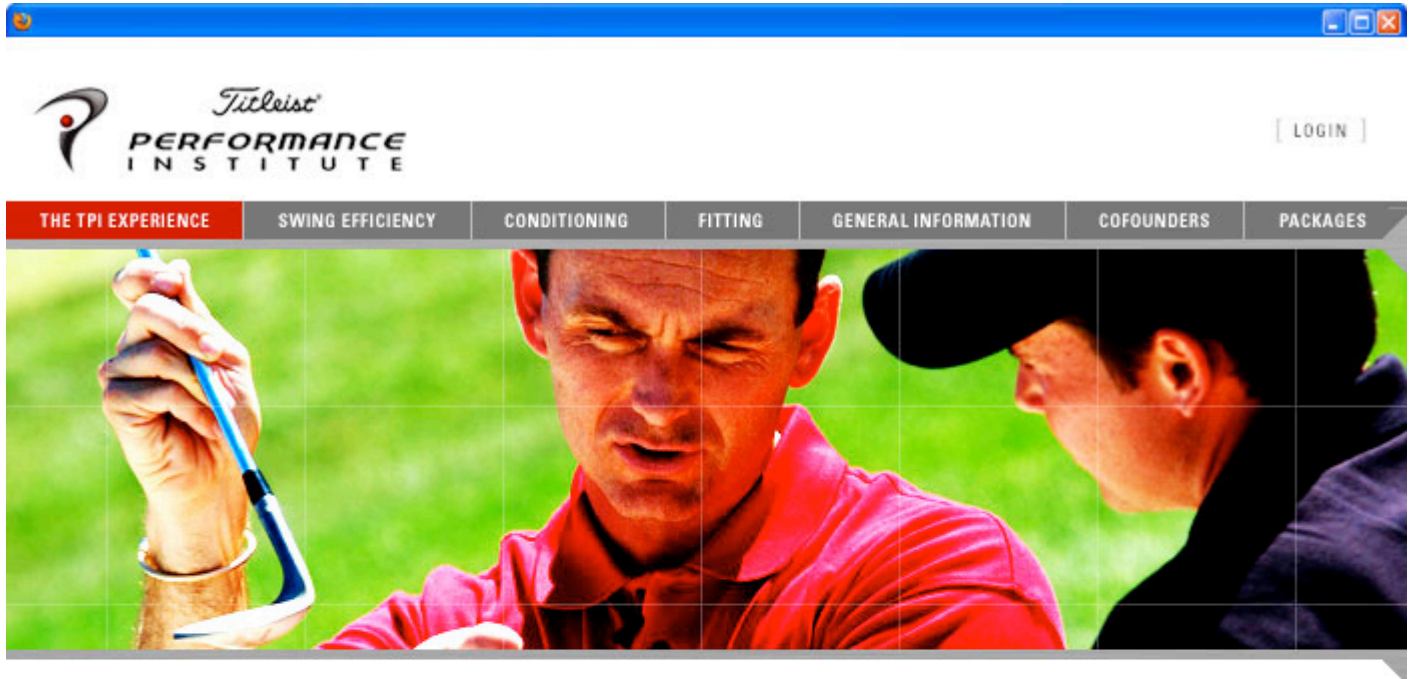 Titleist®
PERFORMANCE
INSTITUTE
[ LOGIN ]
THE TPI EXPERIENCE
SWING EFFICIENCY
CONDITIONING
FITTING
GENERAL INFORMATION
COFOUNDERS
PACKAGES